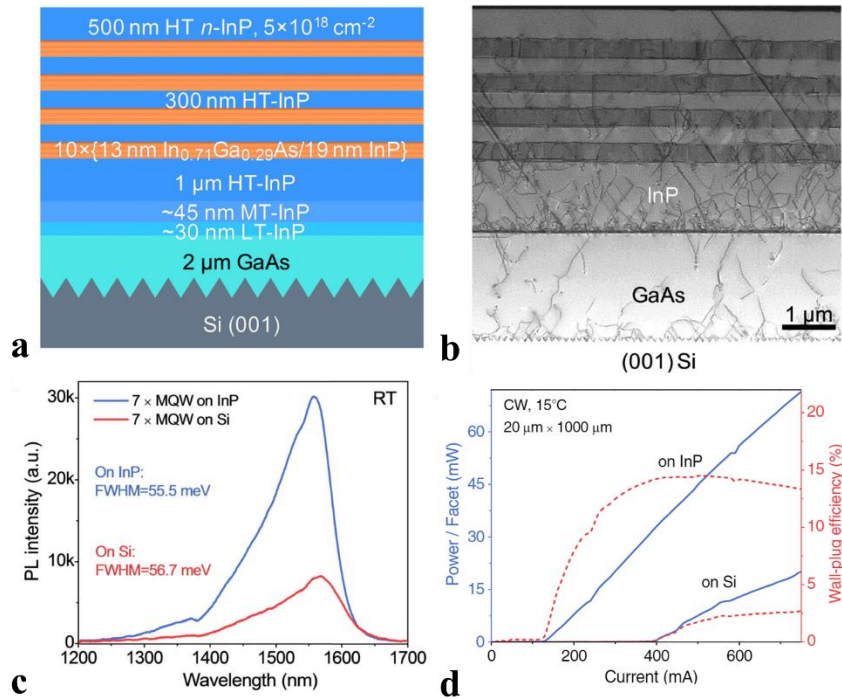 500 nm HT n-InP, 5×10¹⁸ cm⁻²
300 nm HT-InP
10×{13 nm In₀.₇₁Ga₀.₂₉As/19 nm InP}
1 μm HT-InP
~45 nm MT-InP
~30 nm LT-InP
2 μm GaAs
Si (001)
a
InP
GaAs
1 μm
(001) Si
b
30k
20k
10k
0
PL intensity (a.u.)
7 × MQW on InP
7 × MQW on Si
RT
On InP:
FWHM=55.5 meV
On Si:
FWHM=56.7 meV
1200 1300 1400 1500 1600 1700
Wavelength (nm)
c
CW, 15°C
20 μm × 1000 μm
on InP
on Si
60
45
30
15
0
Power / Facet (mW)
20
15
10
5
0
Wall-plug efficiency (%)
0 200 400 600
Current (mA)
d